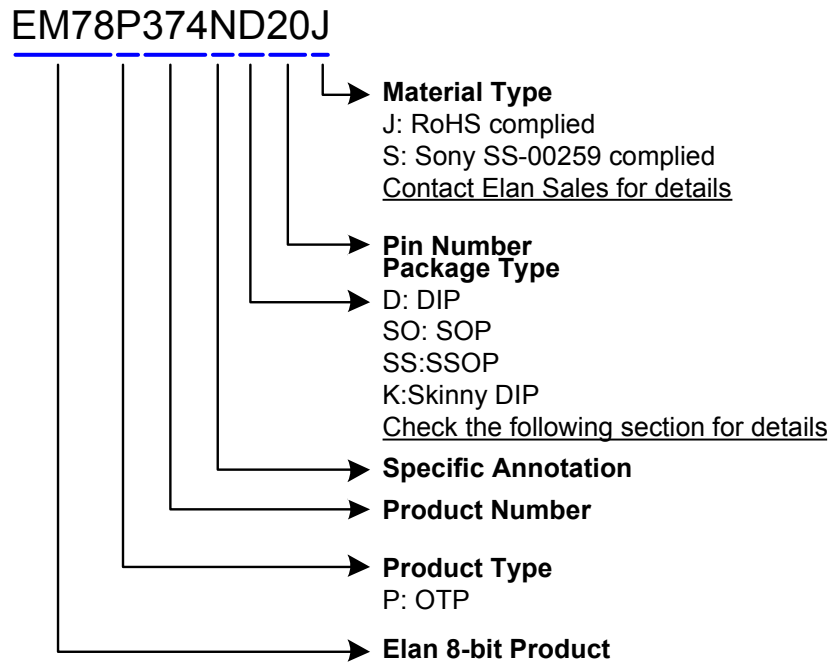 EM78P374ND20J
Material Type
J: RoHS complied
S: Sony SS-00259 complied
Contact Elan Sales for details
Pin Number
Package Type
D: DIP
SO: SOP
SS:SSOP
K:Skinny DIP
Check the following section for details
Specific Annotation
Product Number
Product Type
P: OTP
Elan 8-bit Product